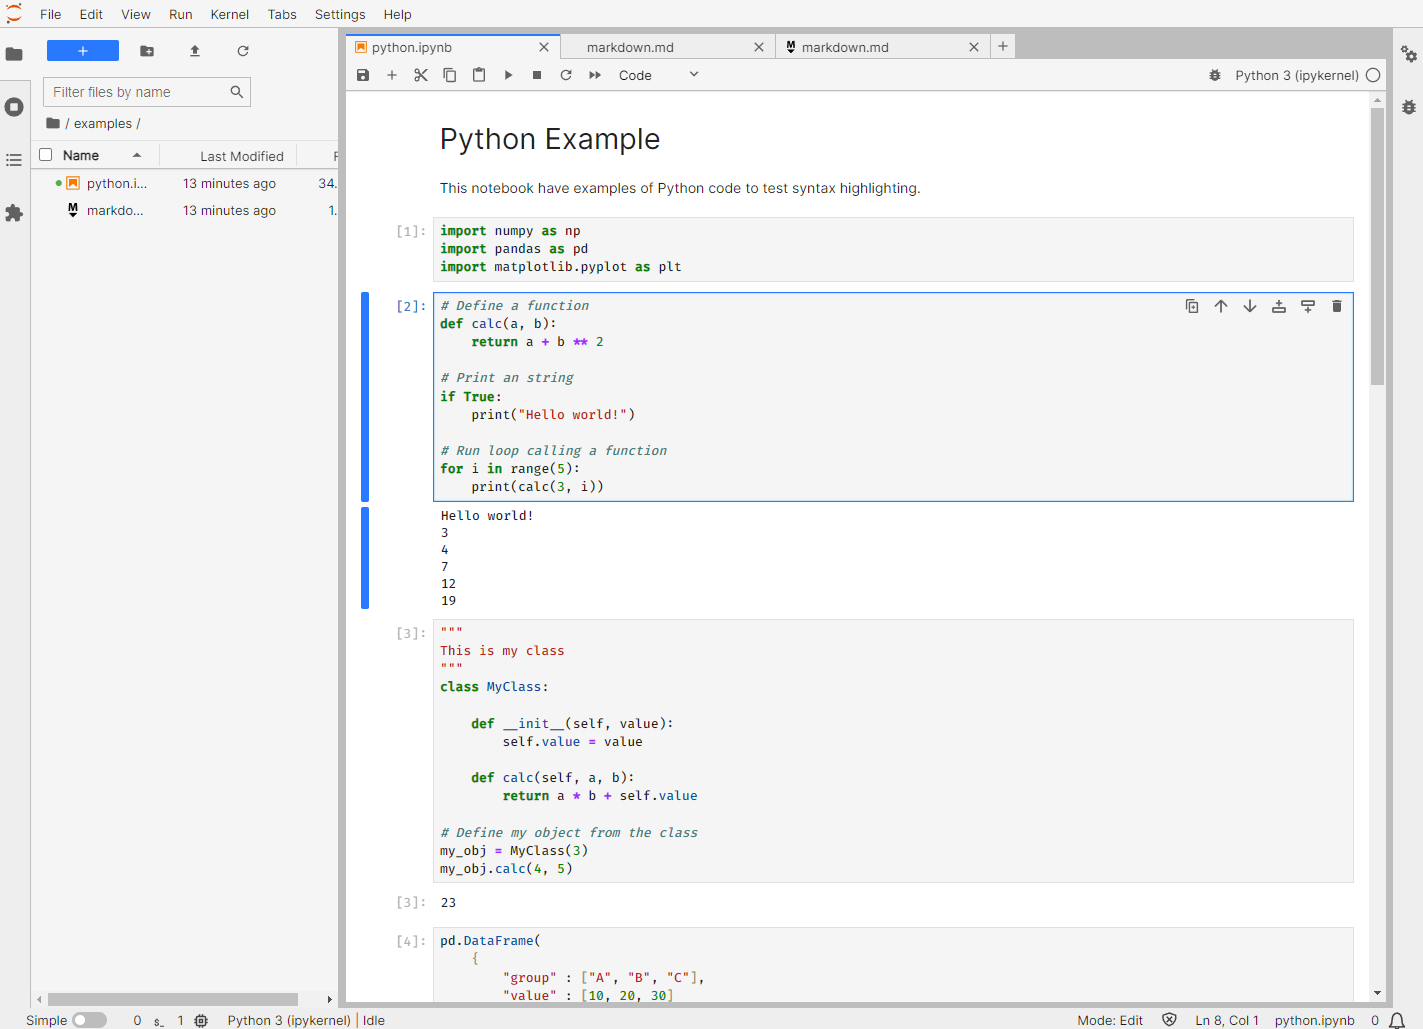 File Edit View Run Kernel Tabs Settings Help
python.ipynb markdown.md markdown.md
Code Python 3 (ipykernel)
Filter files by name
/ examples /
Name Last Modified F
python.i... 13 minutes ago 34.
markdo... 13 minutes ago 1.
Python Example
This notebook have examples of Python code to test syntax highlighting.
[1]: import numpy as np
import pandas as pd
import matplotlib.pyplot as plt
[2]: # Define a function
def calc(a, b):
    return a + b ** 2
# Print an string
if True:
    print("Hello world!")
# Run loop calling a function
for i in range(5):
    print(calc(3, i))
Hello world!
3
4
7
12
19
[3]: """
This is my class
"""
class MyClass:
    def __init__(self, value):
        self.value = value
    def calc(self, a, b):
        return a * b + self.value
# Define my object from the class
my_obj = MyClass(3)
my_obj.calc(4, 5)
[3]: 23
[4]: pd.DataFrame(
    {
        "group" : ["A", "B", "C"],
        "value" : [10, 20, 30]
Simple 0 $_ 1 Python 3 (ipykernel) | Idle Mode: Edit Ln 8, Col 1 python.ipynb 0